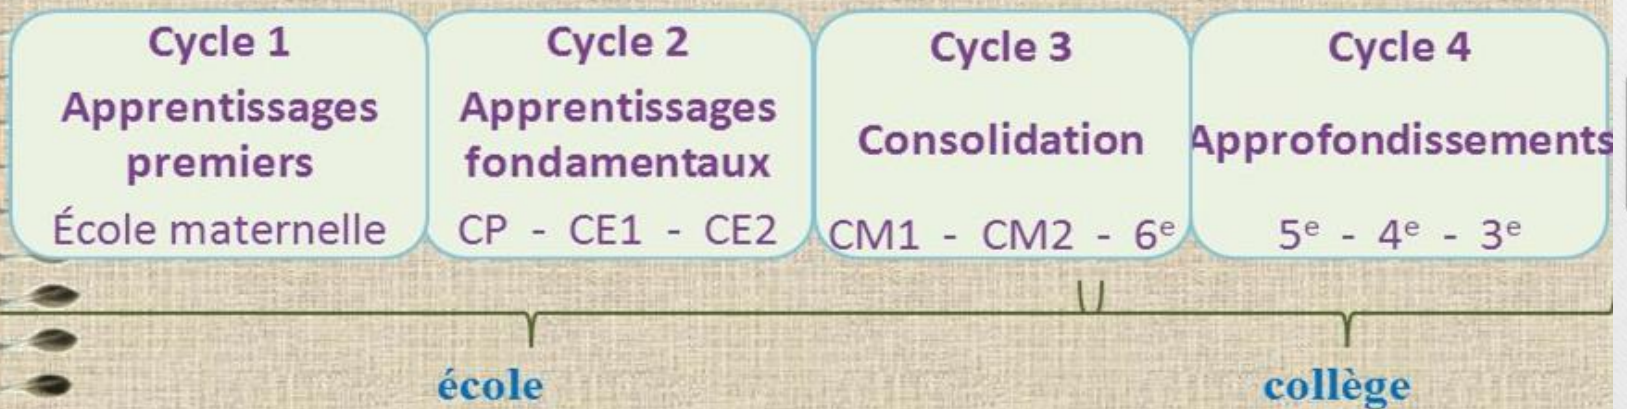 Cycle 1
Apprentissages
premiers
École maternelle
Cycle 2
Apprentissages
fondamentaux
CP - CE1 - CE2
Cycle 3
Consolidation
CM1 - CM2 - 6e
Cycle 4
Approfondissements
5e - 4e - 3e
école
collège